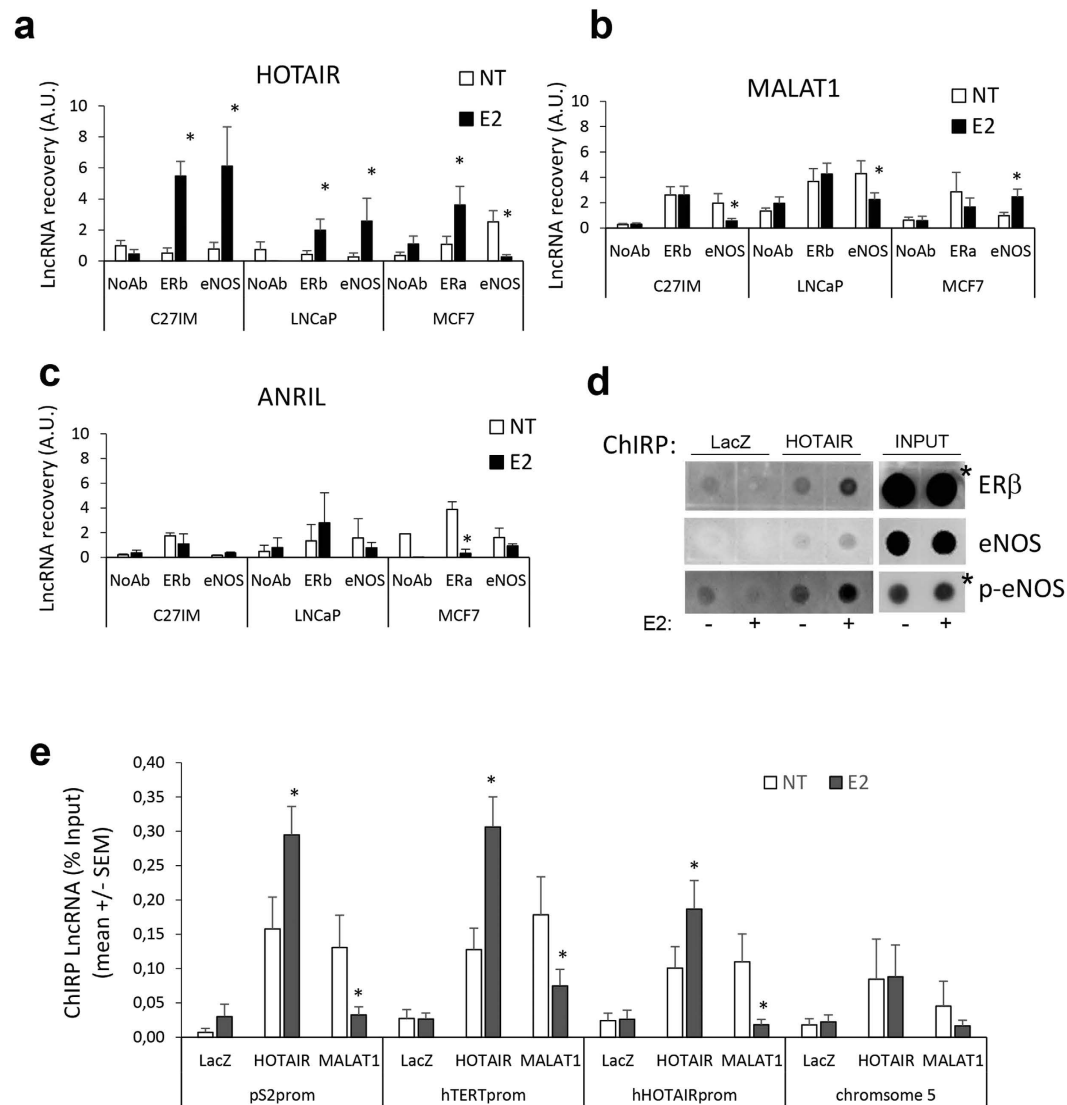 a
HOTAIR
NT
E2
LncRNA recovery (A.U.)
10
8
6
4
2
0
* * * * * *
NoAb ERb eNOS NoAb ERb eNOS NoAb ERa eNOS
C27IM LNCaP MCF7
b
MALAT1
NT
E2
LncRNA recovery (A.U.)
10
8
6
4
2
0
* * *
NoAb ERb eNOS NoAb ERb eNOS NoAb ERa eNOS
C27IM LNCaP MCF7
c
ANRIL
NT
E2
LncRNA recovery (A.U.)
10
8
6
4
2
0
*
NoAb ERb eNOS NoAb ERb eNOS NoAb ERa eNOS
C27IM LNCaP MCF7
d
ChIRP: LacZ HOTAIR INPUT
* ERβ
eNOS
* p-eNOS
E2: - + - + - +
e
NT E2
ChIRP LncRNA (% Input)
(mean +/- SEM)
0,40
0,35
0,30
0,25
0,20
0,15
0,10
0,05
0,00
* * * * * *
LacZ HOTAIR MALAT1 LacZ HOTAIR MALAT1 LacZ HOTAIR MALAT1 LacZ HOTAIR MALAT1
pS2prom hTERTprom hHOTAIRprom chromsome 5